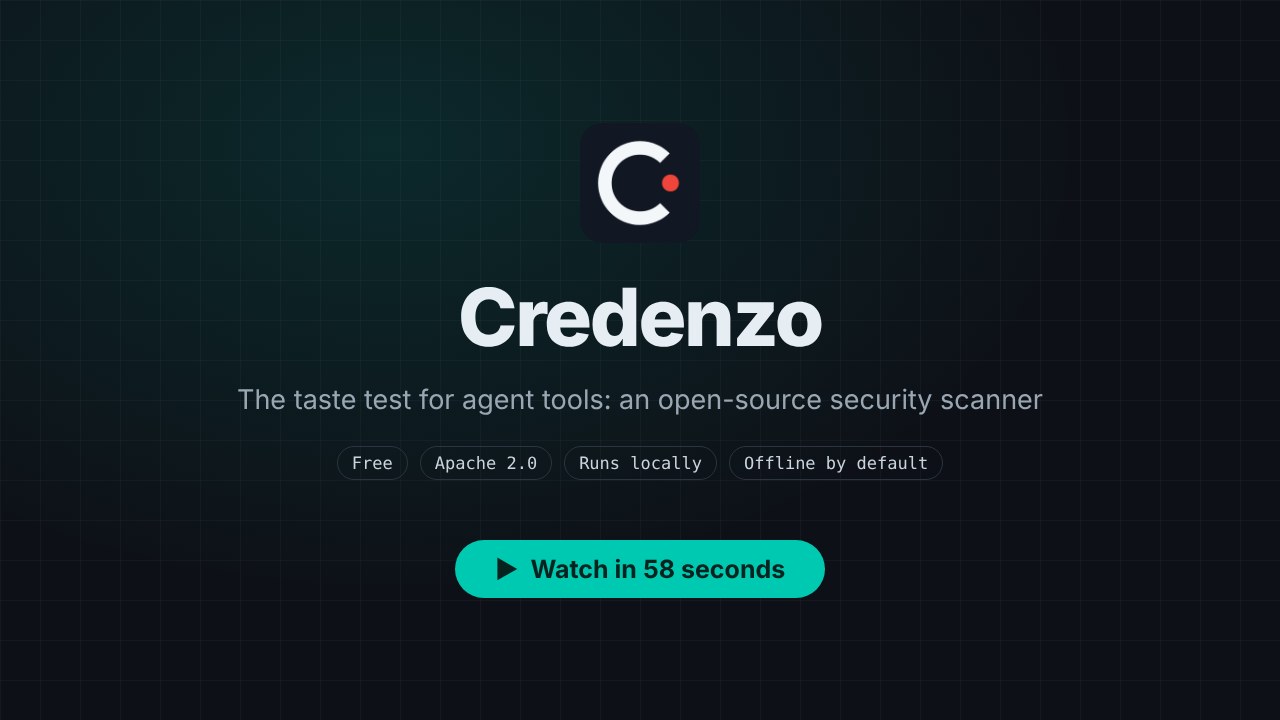 Credenzo
The taste test for agent tools: an open-source security scanner
Free
Apache 2.0
Runs locally
Offline by default
Watch in 58 seconds